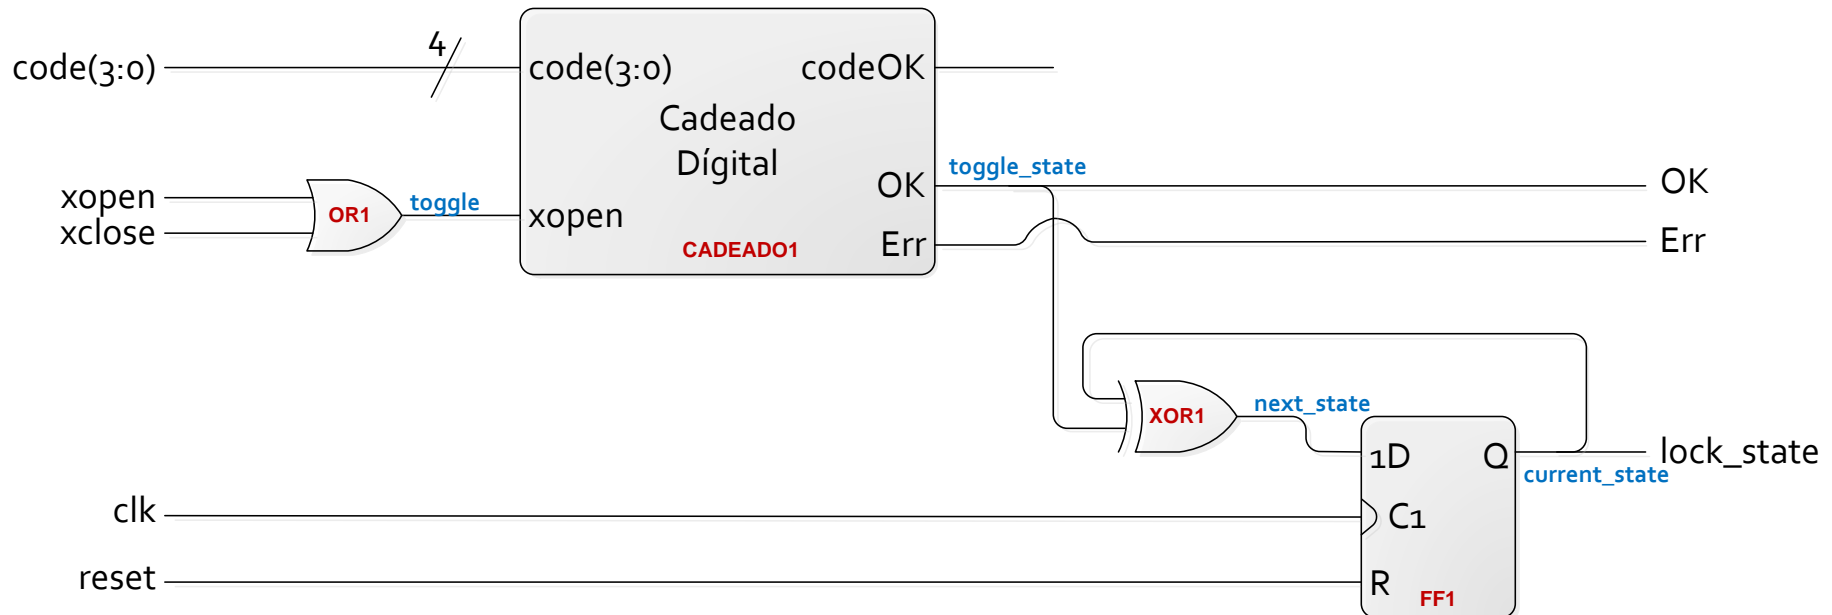 code(3:0)
4
code(3:0)
codeOK
Cadeado
Dígital
xopen
xclose
OR1
toggle
xopen
OK
toggle_state
OK
Err
CADEADO1
Err
XOR1
next_state
1D
Q
lock_state
current_state
clk
C1
reset
R
FF1